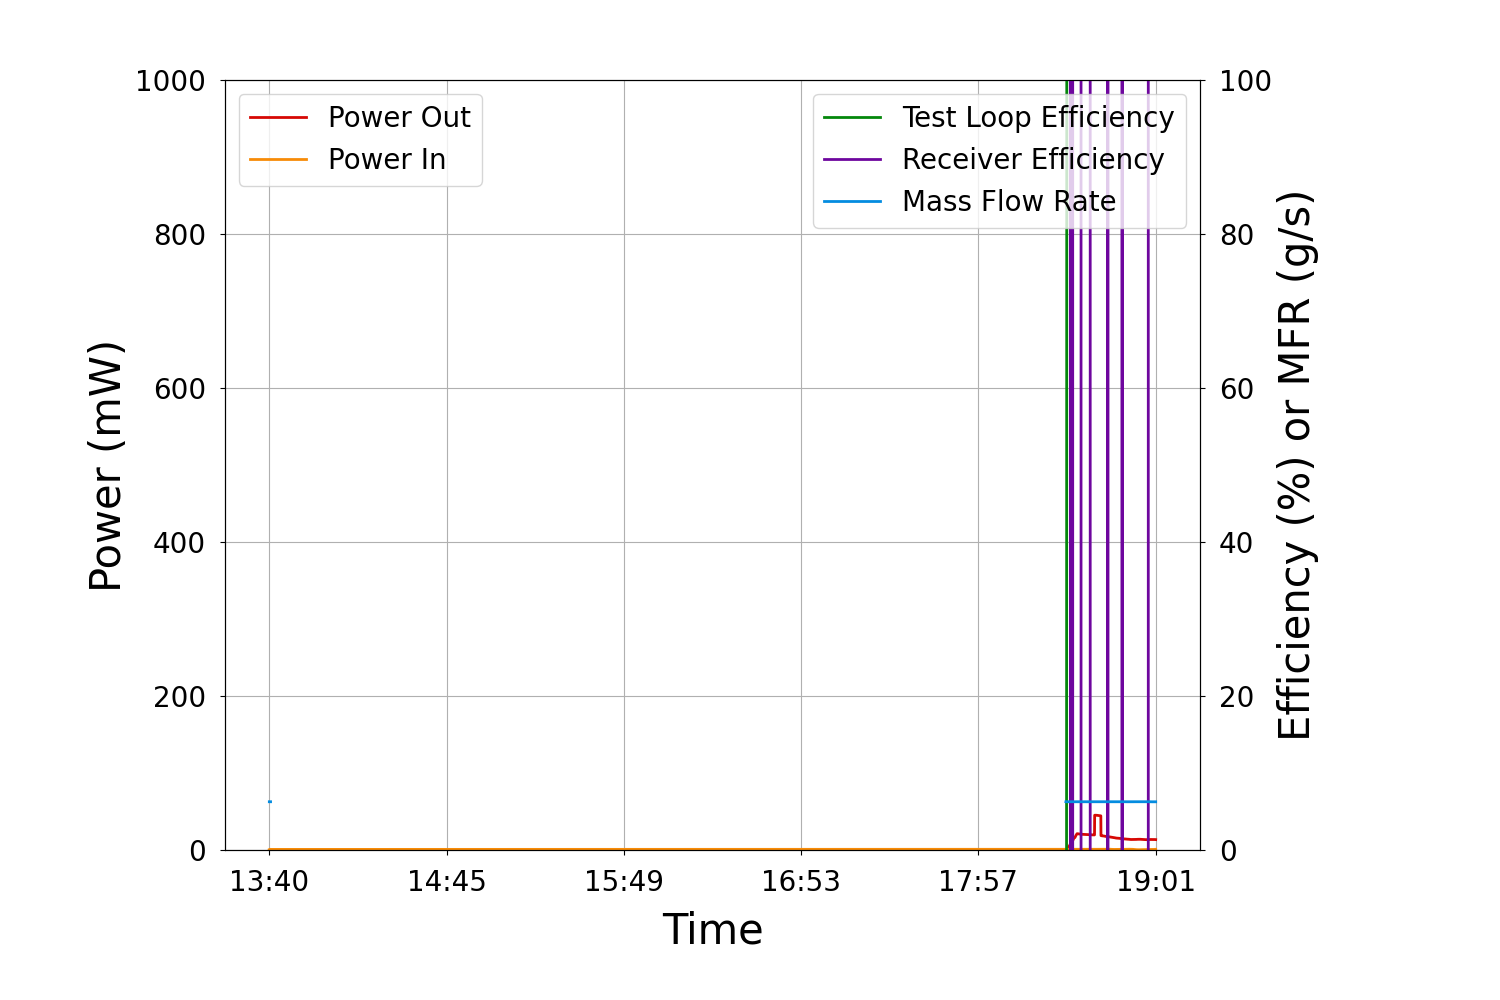 Power (mW)
1000
800
600
400
200
0
Power Out
Power In
Test Loop Efficiency
Receiver Efficiency
Mass Flow Rate
100
80
60
40
20
0
Efficiency (%) or MFR (g/s)
13:40 14:45 15:49 16:53 17:57 19:01
Time